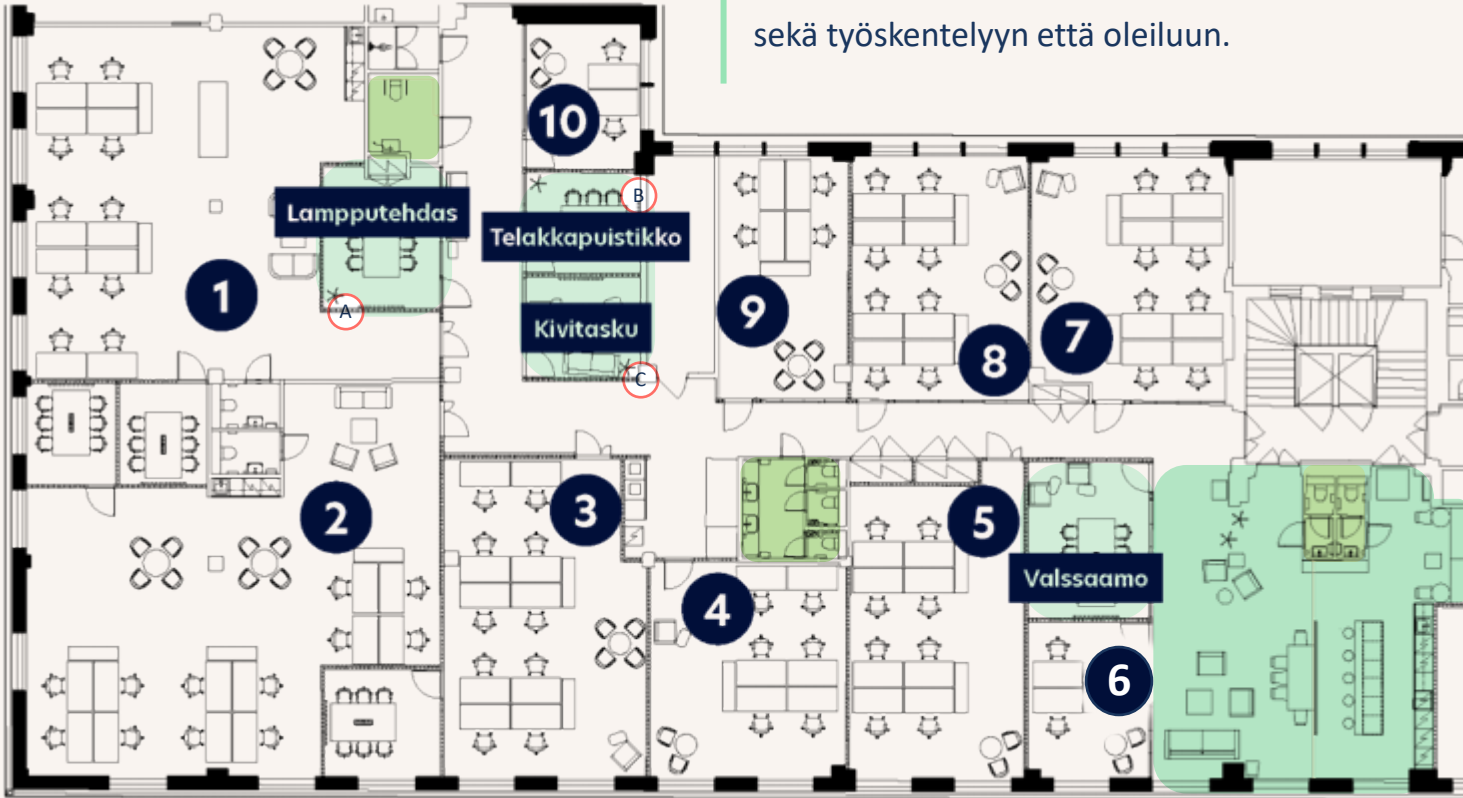 sekä työskentelyyn että oleiluun.
10
Lampputehdas
B
Telakkapuistikko
1
A
Kivitasku
C
9
8
7
2
3
5
4
Valssaamo
6